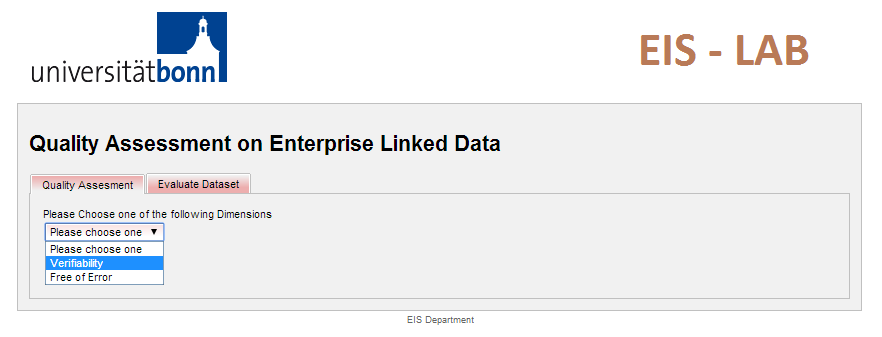 universitätbonn
EIS - LAB
Quality Assessment on Enterprise Linked Data
Quality Assesment
Evaluate Dataset
Please Choose one of the following Dimensions
Please choose one
Please choose one
Verifiability
Free of Error
EIS Department